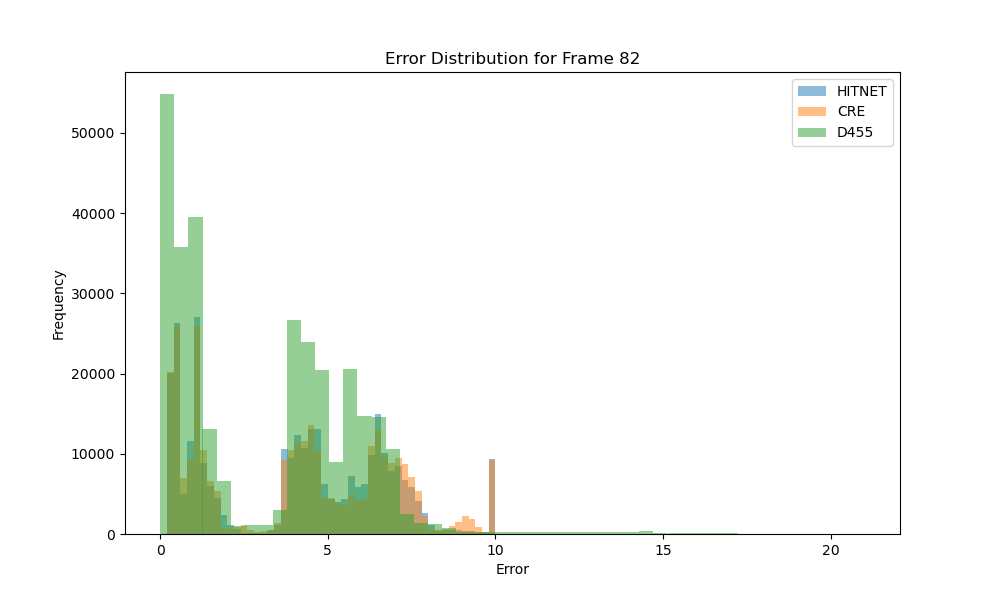 Error Distribution for Frame 82
HITNET
CRE
D455
50000
40000
30000
20000
10000
0
Frequency
0 5 10 15 20
Error